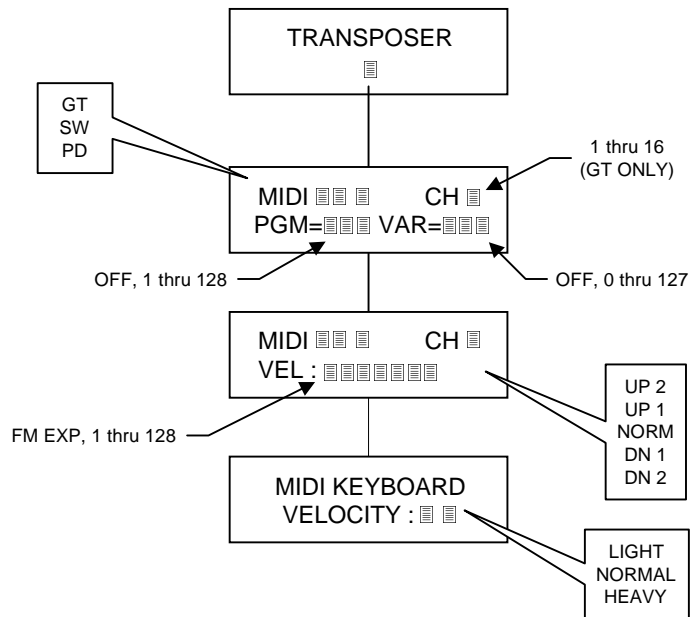 TRANSPOSER
GT
SW
PD
1 thru 16
(GT ONLY)
MIDI CH
PGM= VAR=
OFF, 1 thru 128
OFF, 0 thru 127
MIDI CH
VEL :
FM EXP, 1 thru 128
UP 2
UP 1
NORM
DN 1
DN 2
MIDI KEYBOARD
VELOCITY :
LIGHT
NORMAL
HEAVY